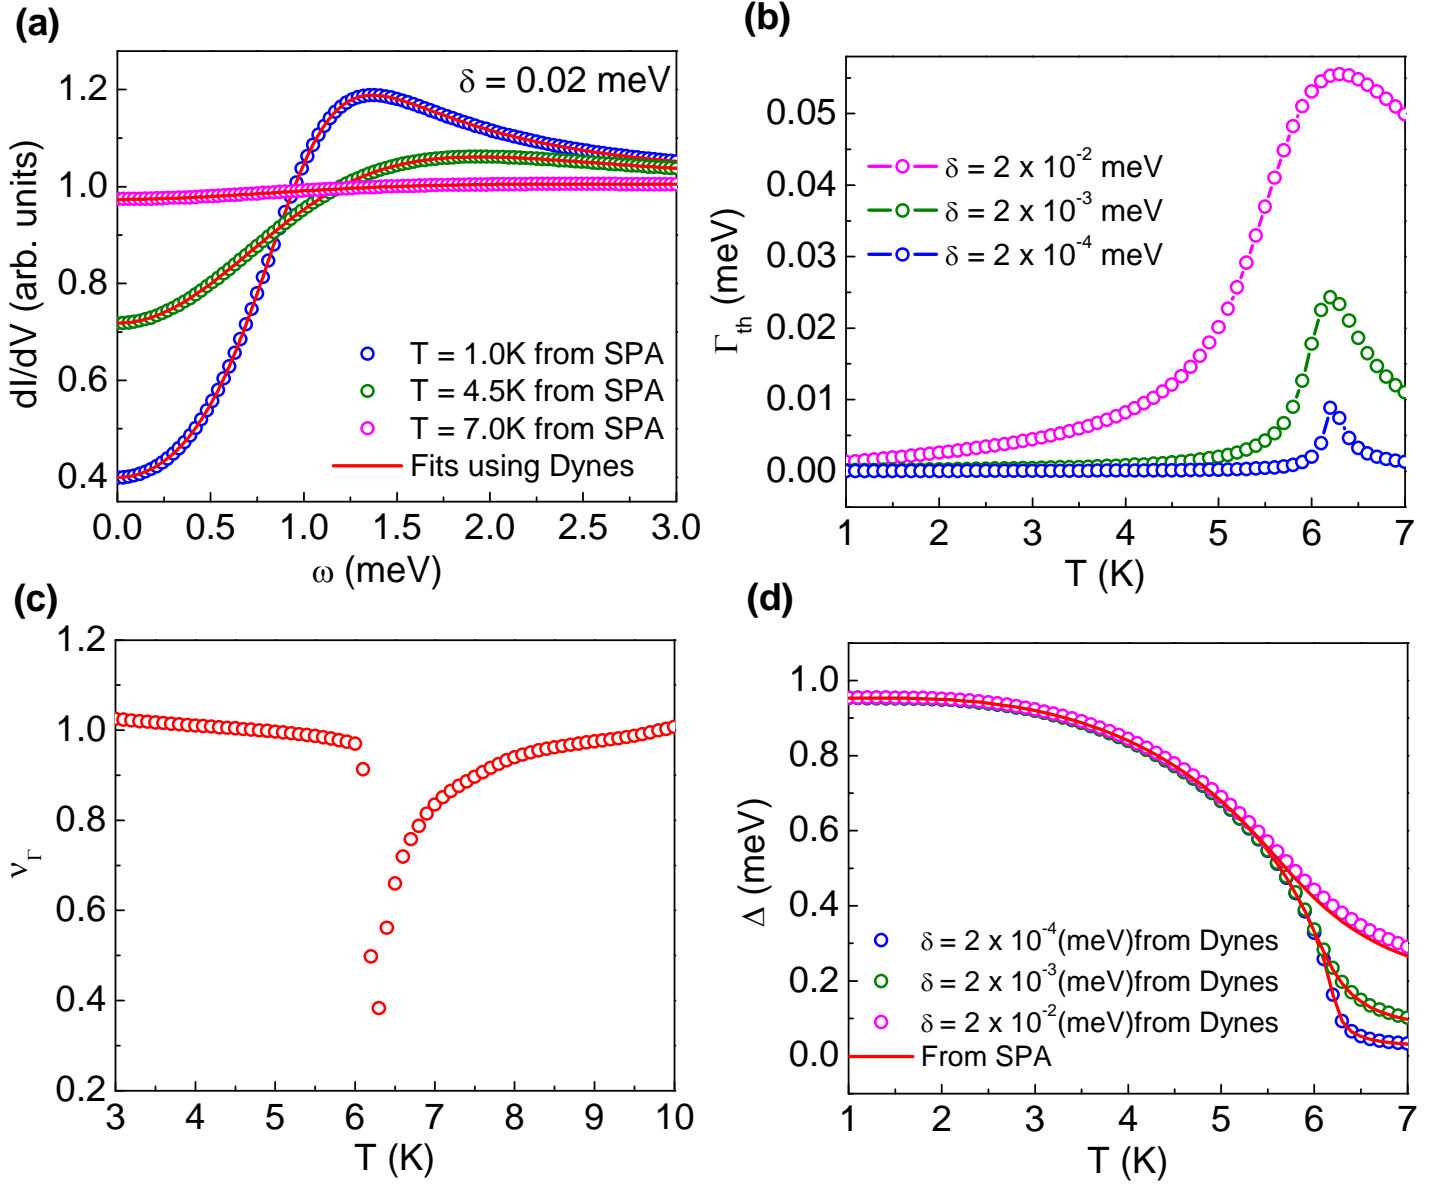 (a)
δ = 0.02 meV
1.2
1.0
0.8
0.6
0.4
dI/dV (arb. units)
T = 1.0K from SPA
T = 4.5K from SPA
T = 7.0K from SPA
Fits using Dynes
0.0 0.5 1.0 1.5 2.0 2.5 3.0
ω (meV)
(b)
0.05
0.04
0.03
0.02
0.01
0.00
Γth (meV)
δ = 2 x 10⁻² meV
δ = 2 x 10⁻³ meV
δ = 2 x 10⁻⁴ meV
1 2 3 4 5 6 7
T (K)
(c)
1.2
1.0
0.8
0.6
0.4
0.2
νΓ
3 4 5 6 7 8 9 10
T (K)
(d)
1.0
0.8
0.6
0.4
0.2
0.0
Δ (meV)
δ = 2 x 10⁻⁴(meV)from Dynes
δ = 2 x 10⁻³(meV)from Dynes
δ = 2 x 10⁻²(meV)from Dynes
From SPA
1 2 3 4 5 6 7
T (K)